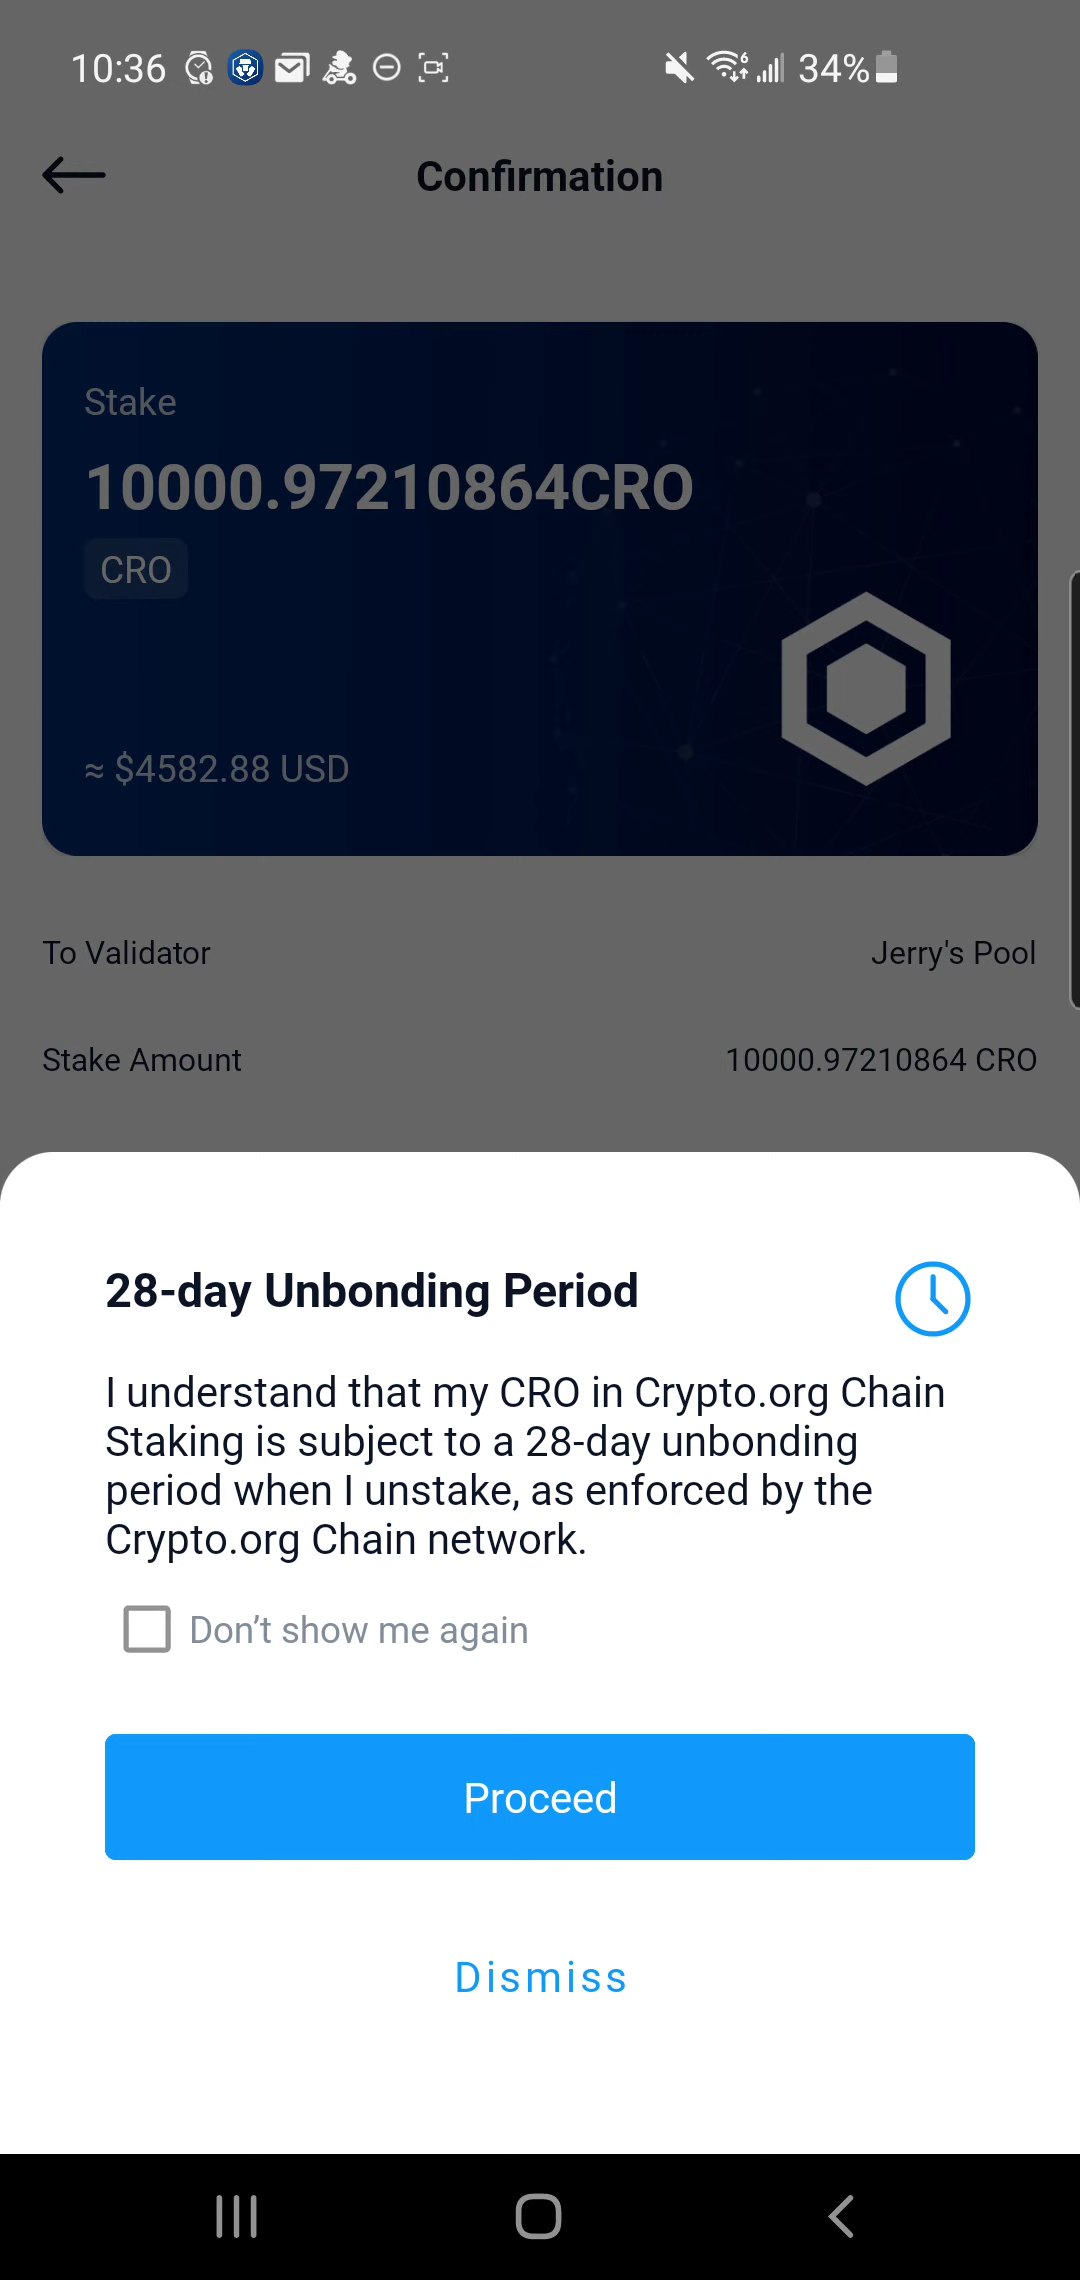 10:36
6
34%
Confirmation
Stake
10000.97210864CRO
CRO
≈ $4582.88 USD
To Validator
Jerry's Pool
Stake Amount
10000.97210864 CRO
28-day Unbonding Period
I understand that my CRO in Crypto.org Chain
Staking is subject to a 28-day unbonding
period when I unstake, as enforced by the
Crypto.org Chain network.
Don’t show me again
Proceed
Dismiss